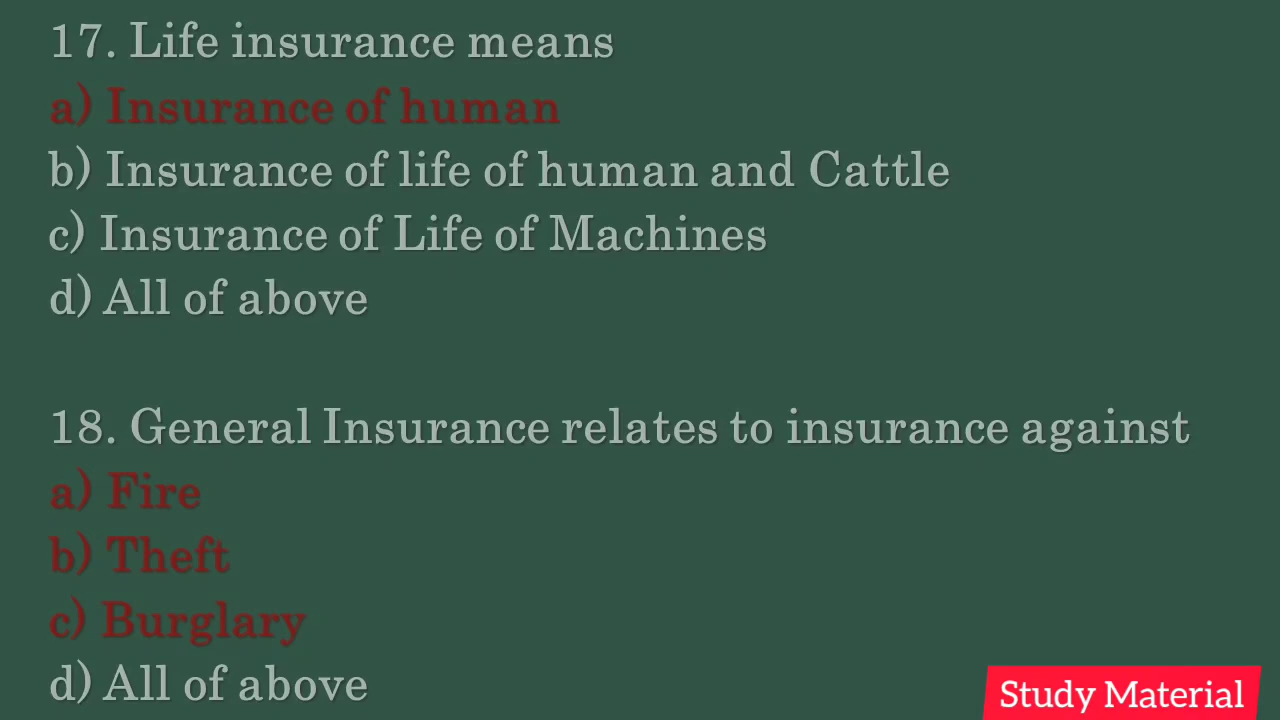 17. Life insurance means
a) Insurance of human
b) Insurance of life of human and Cattle
c) Insurance of Life of Machines
d) All of above
18. General Insurance relates to insurance against
a) Fire
b) Theft
c) Burglary
d) All of above
Study Material